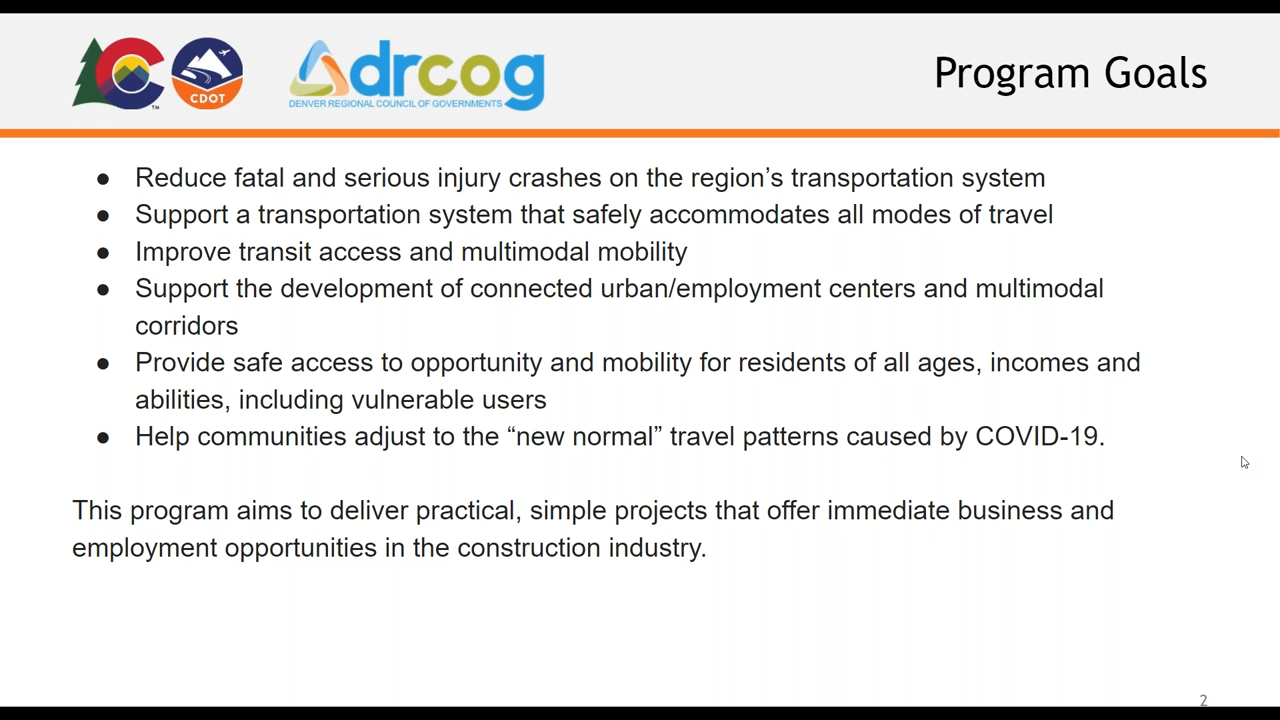 CDOT
TM
drcog
DENVER REGIONAL COUNCIL OF GOVERNMENTS
Program Goals
● Reduce fatal and serious injury crashes on the region’s transportation system
● Support a transportation system that safely accommodates all modes of travel
● Improve transit access and multimodal mobility
● Support the development of connected urban/employment centers and multimodal
corridors
● Provide safe access to opportunity and mobility for residents of all ages, incomes and
abilities, including vulnerable users
● Help communities adjust to the “new normal” travel patterns caused by COVID-19.
This program aims to deliver practical, simple projects that offer immediate business and
employment opportunities in the construction industry.
2